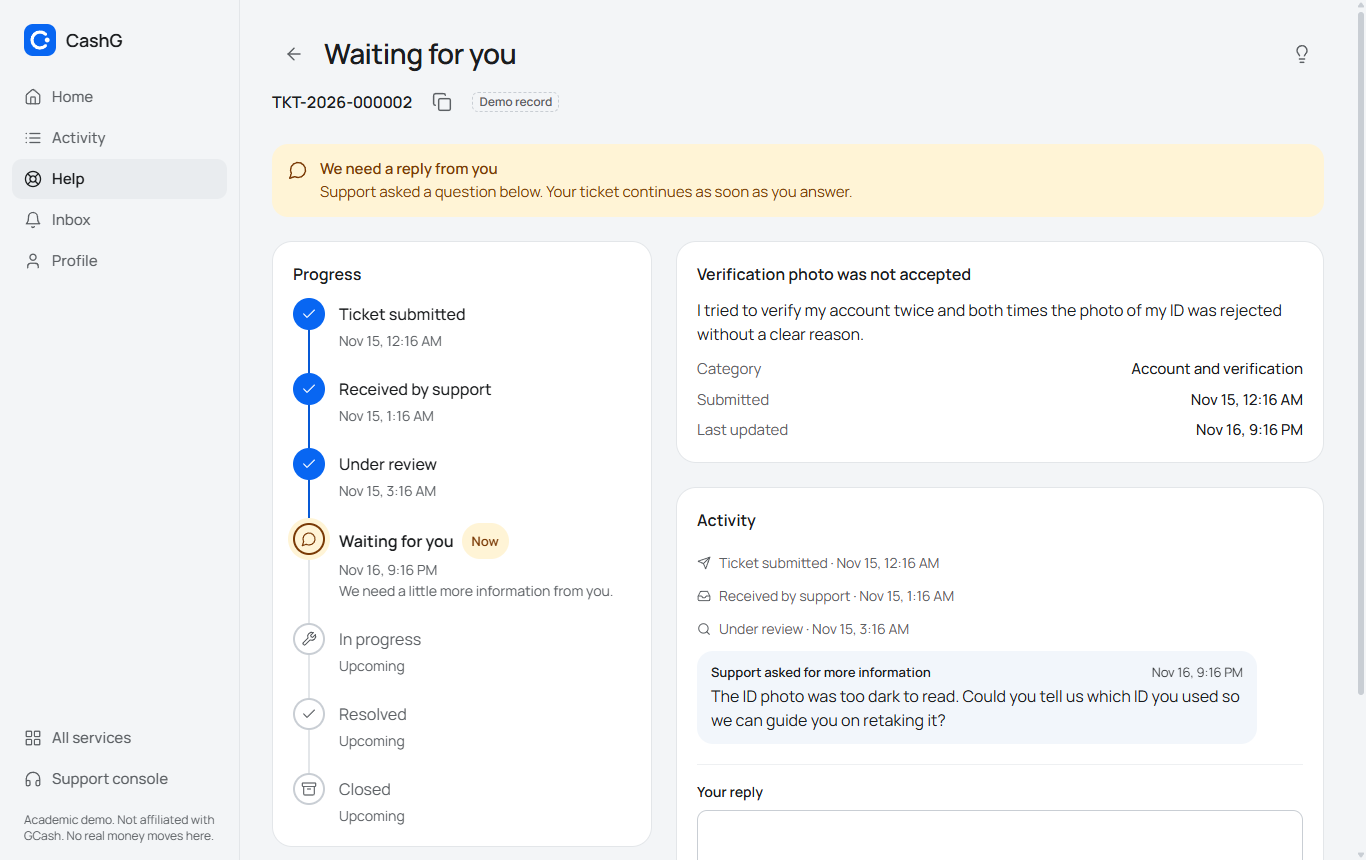 CashG
Home
Activity
Help
Inbox
Profile
All services
Support console
Academic demo. Not affiliated with
GCash. No real money moves here.
Waiting for you
TKT-2026-000002
Demo record
We need a reply from you
Support asked a question below. Your ticket continues as soon as you answer.
Progress
Ticket submitted
Nov 15, 12:16 AM
Received by support
Nov 15, 1:16 AM
Under review
Nov 15, 3:16 AM
Waiting for you Now
Nov 16, 9:16 PM
We need a little more information from you.
In progress
Upcoming
Resolved
Upcoming
Closed
Upcoming
Verification photo was not accepted
I tried to verify my account twice and both times the photo of my ID was rejected
without a clear reason.
Category Account and verification
Submitted Nov 15, 12:16 AM
Last updated Nov 16, 9:16 PM
Activity
Ticket submitted · Nov 15, 12:16 AM
Received by support · Nov 15, 1:16 AM
Under review · Nov 15, 3:16 AM
Support asked for more information Nov 16, 9:16 PM
The ID photo was too dark to read. Could you tell us which ID you used so
we can guide you on retaking it?
Your reply